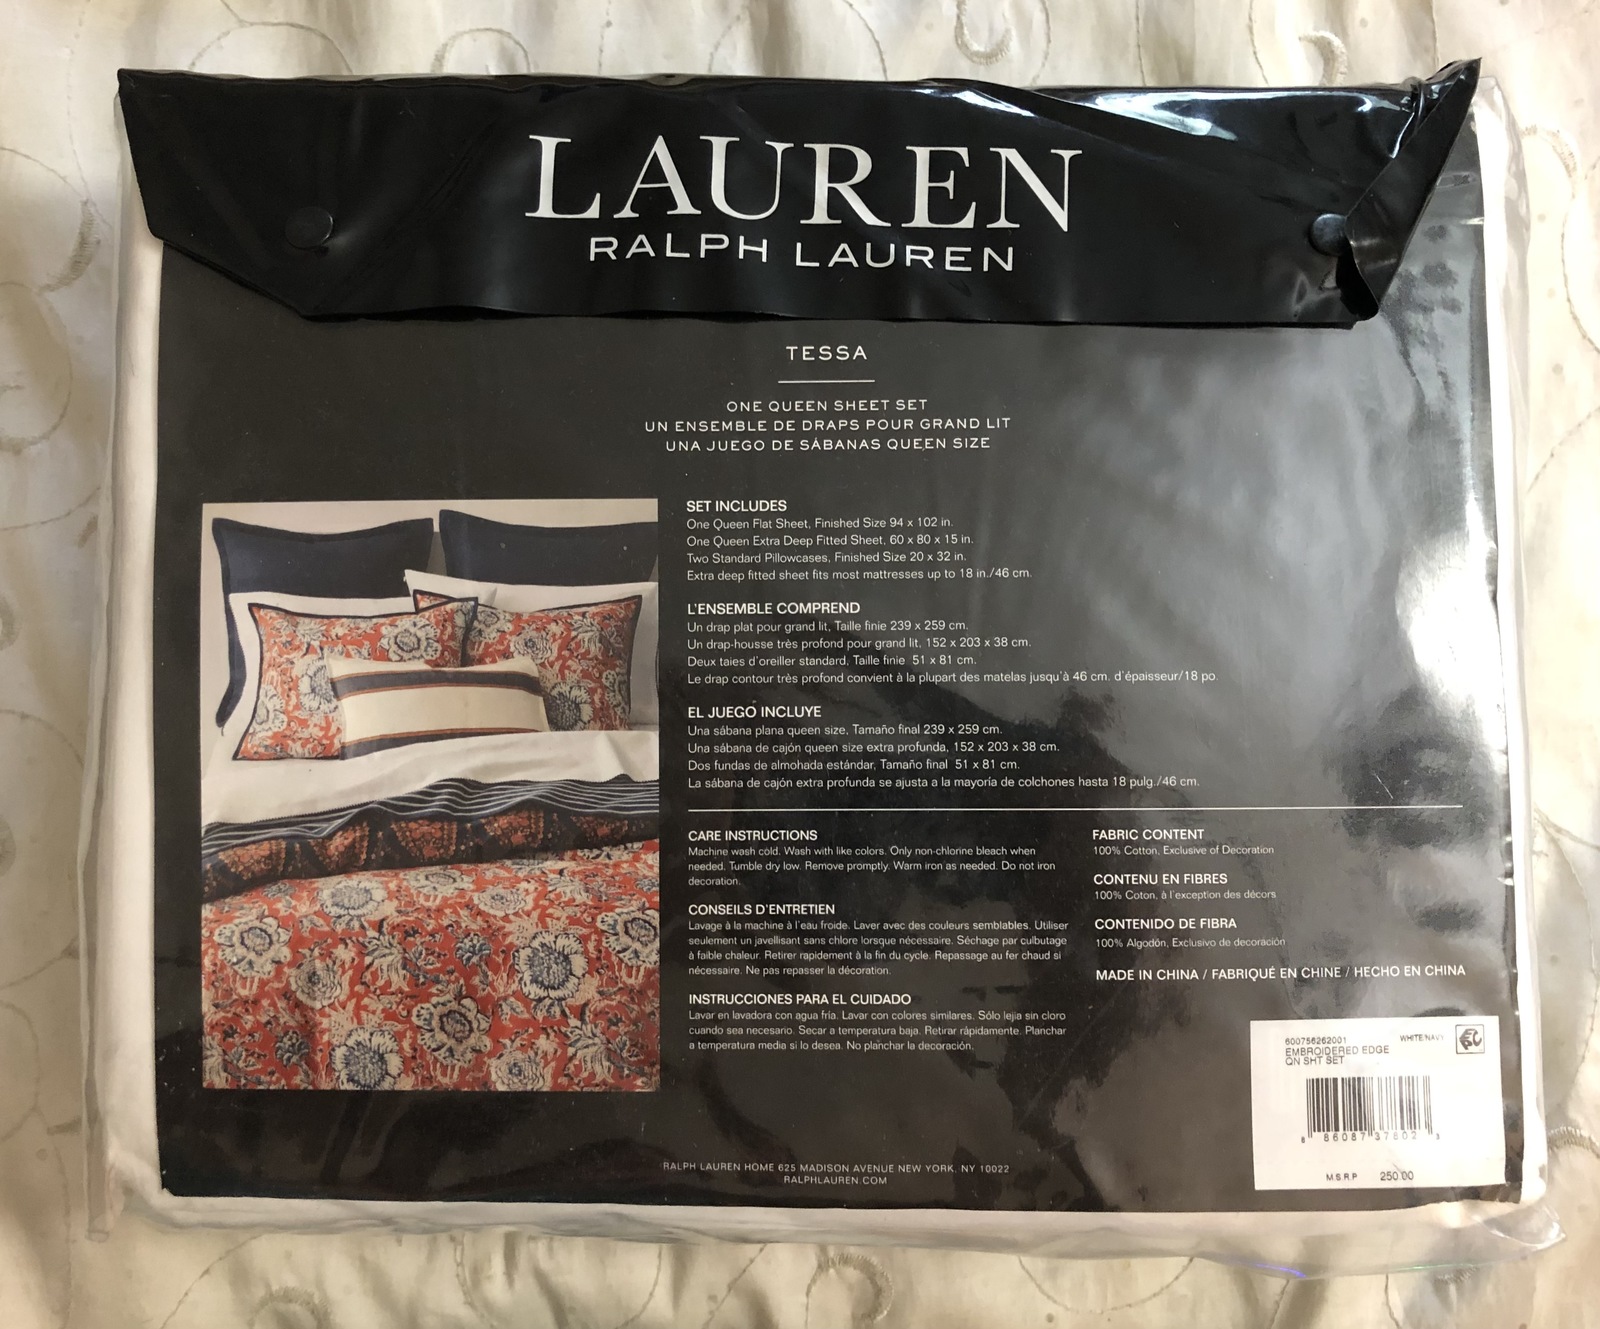 LAUREN
RALPH LAUREN
TESSA
ONE QUEEN SHEET SET
UN ENSEMBLE DE DRAPS POUR GRAND LIT
UNA JUEGO DE SÁBANAS QUEEN SIZE
SET INCLUDES
One Queen Flat Sheet, Finished Size 94 x 102 in.
One Queen Extra Deep Fitted Sheet, 60 x 80 x 15 in.
Two Standard Pillowcases, Finished Size 20 x 32 in.
Extra deep fitted sheet fits most mattresses up to 18 in./46 cm.
L'ENSEMBLE COMPREND
Un drap plat pour grand lit, Taille finie 239 x 259 cm.
Un drap-housse très profond pour grand lit, 152 x 203 x 38 cm.
Deux taies d'oreiller standard, Taille finie 51 x 81 cm.
Le drap contour très profond convient à la plupart des matelas jusqu'à 46 cm. d'épaisseur/18 po.
EL JUEGO INCLUYE
Una sábana plana queen size, Tamaño final 239 x 259 cm.
Una sábana de cajón queen size extra profunda, 152 x 203 x 38 cm.
Dos fundas de almohada estándar, Tamaño final 51 x 81 cm.
La sábana de cajón extra profunda se ajusta a la mayoría de colchones hasta 18 pulg./46 cm.
CARE INSTRUCTIONS
Machine wash cold. Wash with like colors. Only non-chlorine bleach when
needed. Tumble dry low. Remove promptly. Warm iron as needed. Do not iron
decoration.
CONSEILS D'ENTRETIEN
Lavage à la machine à l'eau froide. Laver avec des couleurs semblables. Utiliser
seulement un javellisant sans chlore lorsque nécessaire. Séchage par culbutage
à faible chaleur. Retirer rapidement à la fin du cycle. Repassage au fer chaud si
nécessaire. Ne pas repasser la décoration.
INSTRUCCIONES PARA EL CUIDADO
Lavar en lavadora con agua fría. Lavar con colores similares. Sólo lejia sin cloro
cuando sea necesario. Secar a temperatura baja. Retirar rápidamente. Planchar
a temperatura media si lo desea. No planchar la decoración.
FABRIC CONTENT
100% Cotton, Exclusive of Decoration
CONTENU EN FIBRES
100% Coton, à l'exception des décors
CONTENIDO DE FIBRA
100% Algodón, Exclusivo de decoración
MADE IN CHINA / FABRIQUÉ EN CHINE / HECHO EN CHINA
600756262001 WHITE/NAVY
EMBROIDERED EDGE
QN SHT SET
8 86087 37602 3
M.S.R.P 250.00
RALPH LAUREN HOME 625 MADISON AVENUE NEW YORK, NY 10022
RALPHLAUREN.COM